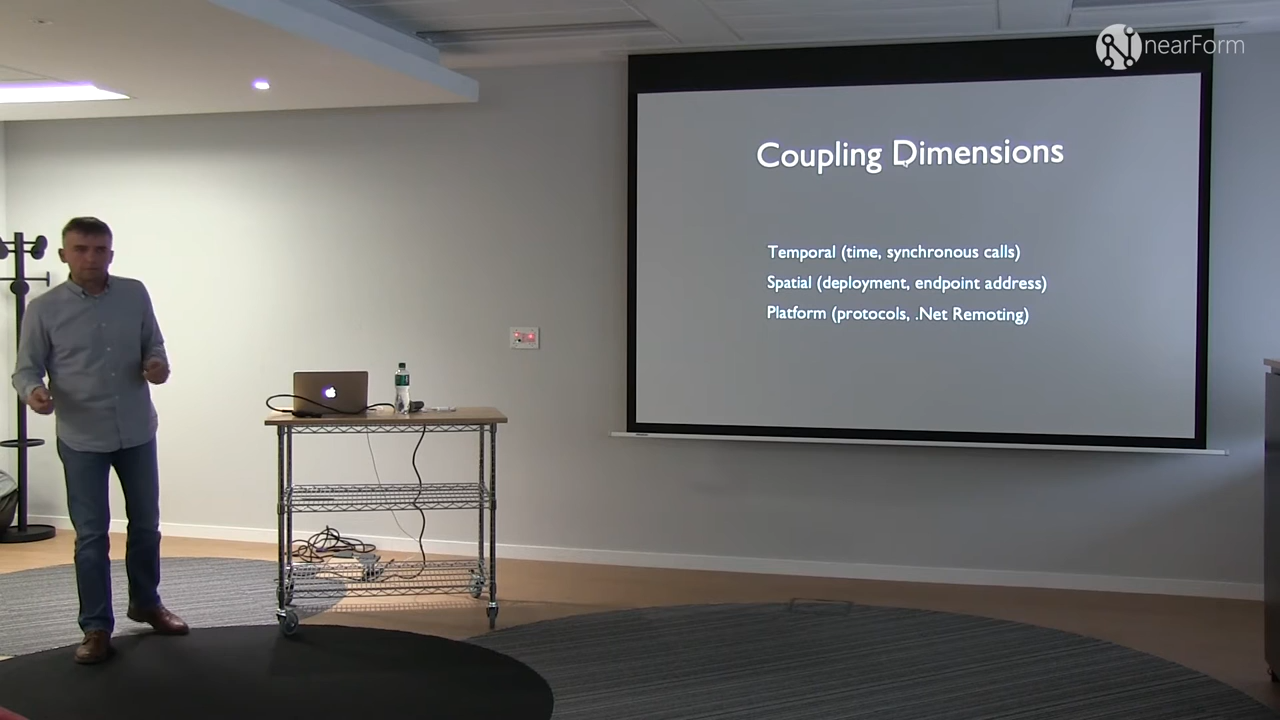 nearForm
Coupling Dimensions
Temporal (time, synchronous calls)
Spatial (deployment, endpoint address)
Platform (protocols, .Net Remoting)